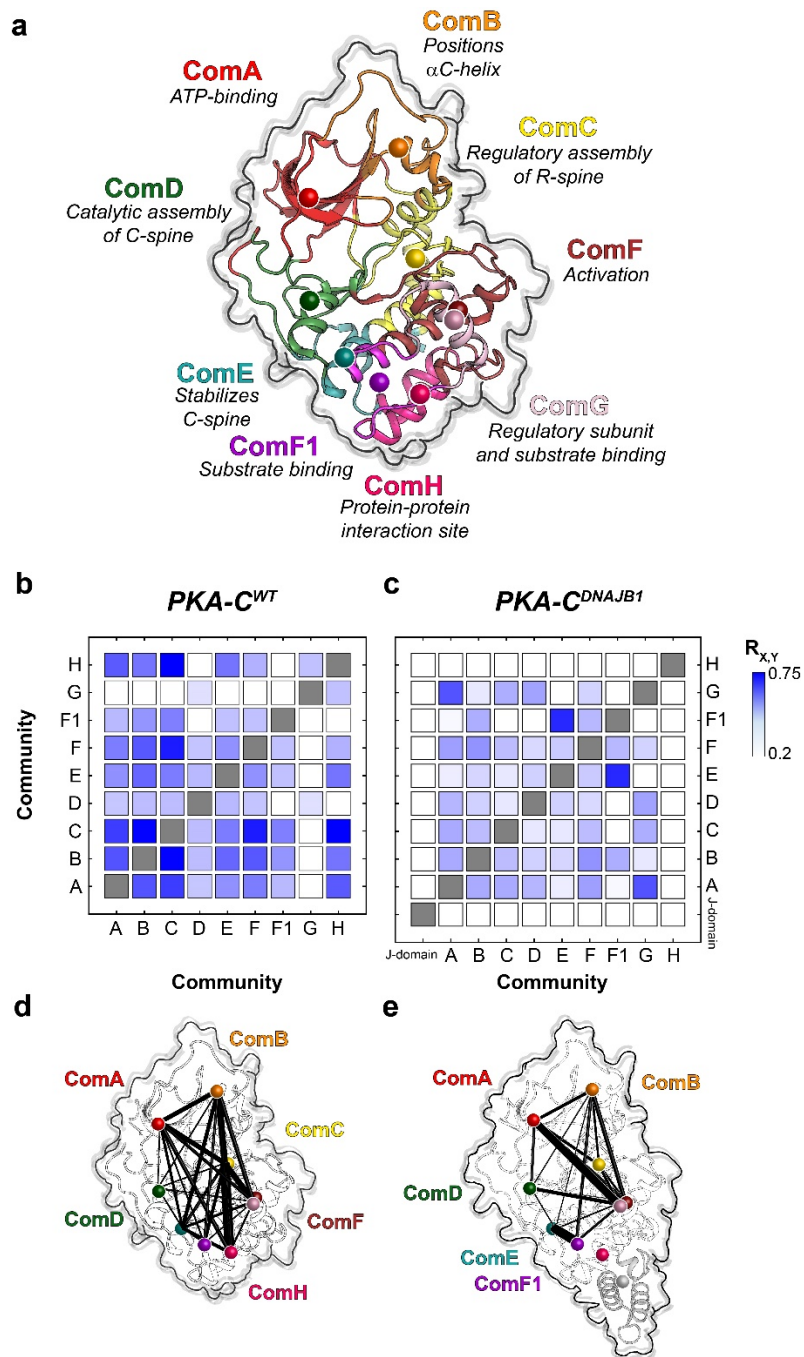 a
ComB
Positions
αC-helix
ComA
ATP-binding
ComC
Regulatory assembly
of R-spine
ComD
Catalytic assembly
of C-spine
ComF
Activation
ComE
Stabilizes
C-spine
ComG
Regulatory subunit
and substrate binding
ComF1
Substrate binding
ComH
Protein-protein
interaction site
b
PKA-C^WT
H
G
F1
F
E
D
C
B
A
Community
A B C D E F F1 G H
Community
c
PKA-C^DNAJB1
H
G
F1
F
E
D
C
B
A
J-domain
Community
J-domain A B C D E F F1 G H
Community
R_X,Y
0.75
0.2
d
ComB
ComA
ComC
ComD
ComF
ComH
e
ComA
ComB
ComD
ComE
ComF1